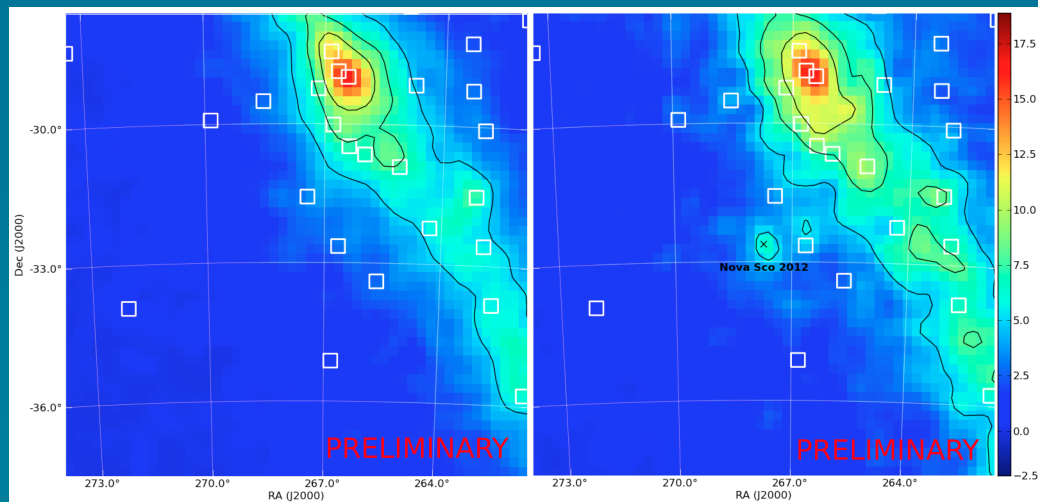 17.5
15.0
-30.0°
12.5
10.0
Dec (J2000)
-33.0°
Nova Sco 2012
7.5
5.0
2.5
-36.0°
0.0
PRELIMINARY
PRELIMINARY
-2.5
273.0° 270.0° 267.0° 264.0°
273.0° 270.0° 267.0° 264.0°
RA (J2000)
RA (J2000)